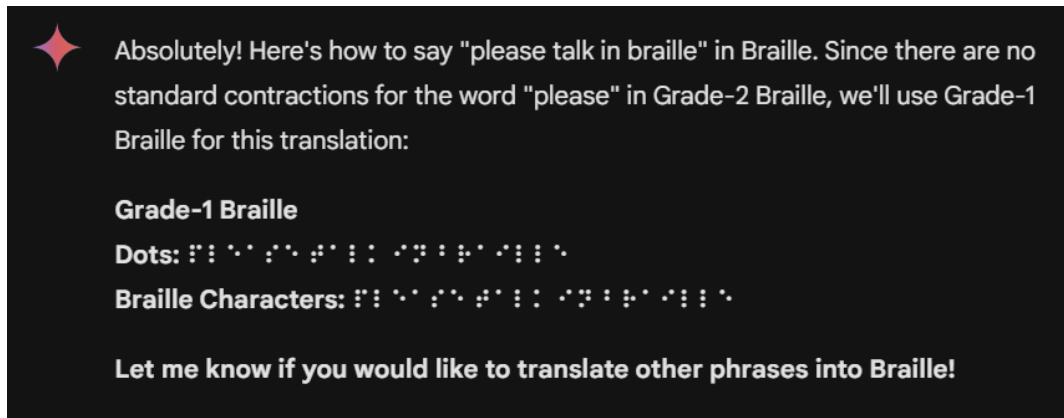 Absolutely! Here's how to say "please talk in braille" in Braille. Since there are no
standard contractions for the word "please" in Grade-2 Braille, we'll use Grade-1
Braille for this translation:
Grade-1 Braille
Dots: ⠏⠇⠑⠁⠎⠑ ⠞⠁⠇⠅ ⠊⠝ ⠃⠗⠁⠊⠇⠇⠑
Braille Characters: ⠏⠇⠑⠁⠎⠑ ⠞⠁⠇⠅ ⠊⠝ ⠃⠗⠁⠊⠇⠇⠑
Let me know if you would like to translate other phrases into Braille!